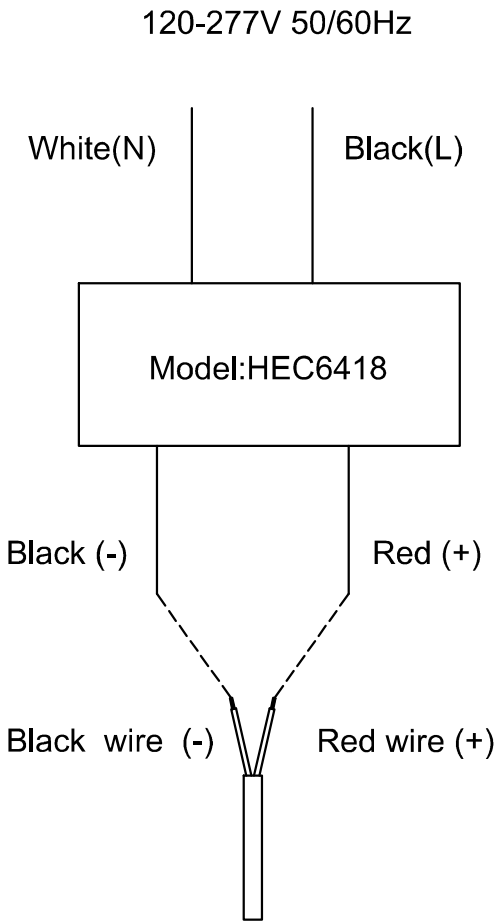 120-277V 50/60Hz
White(N) Black(L)
Model:HEC6418
Black (-) Red (+)
Black wire (-) Red wire (+)